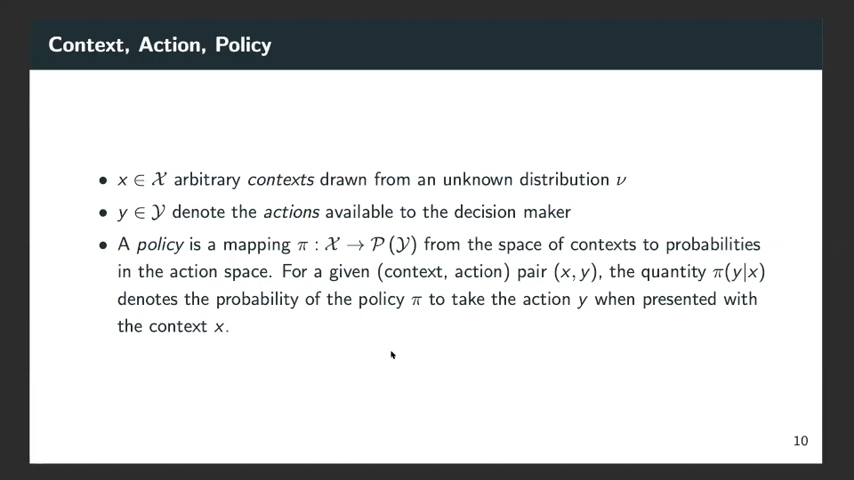 Context, Action, Policy
• x ∈ 𝒳 arbitrary contexts drawn from an unknown distribution ν
• y ∈ 𝒴 denote the actions available to the decision maker
• A policy is a mapping π : 𝒳 → 𝒫 (𝒴) from the space of contexts to probabilities
in the action space. For a given (context, action) pair (x, y), the quantity π(y|x)
denotes the probability of the policy π to take the action y when presented with
the context x.
10